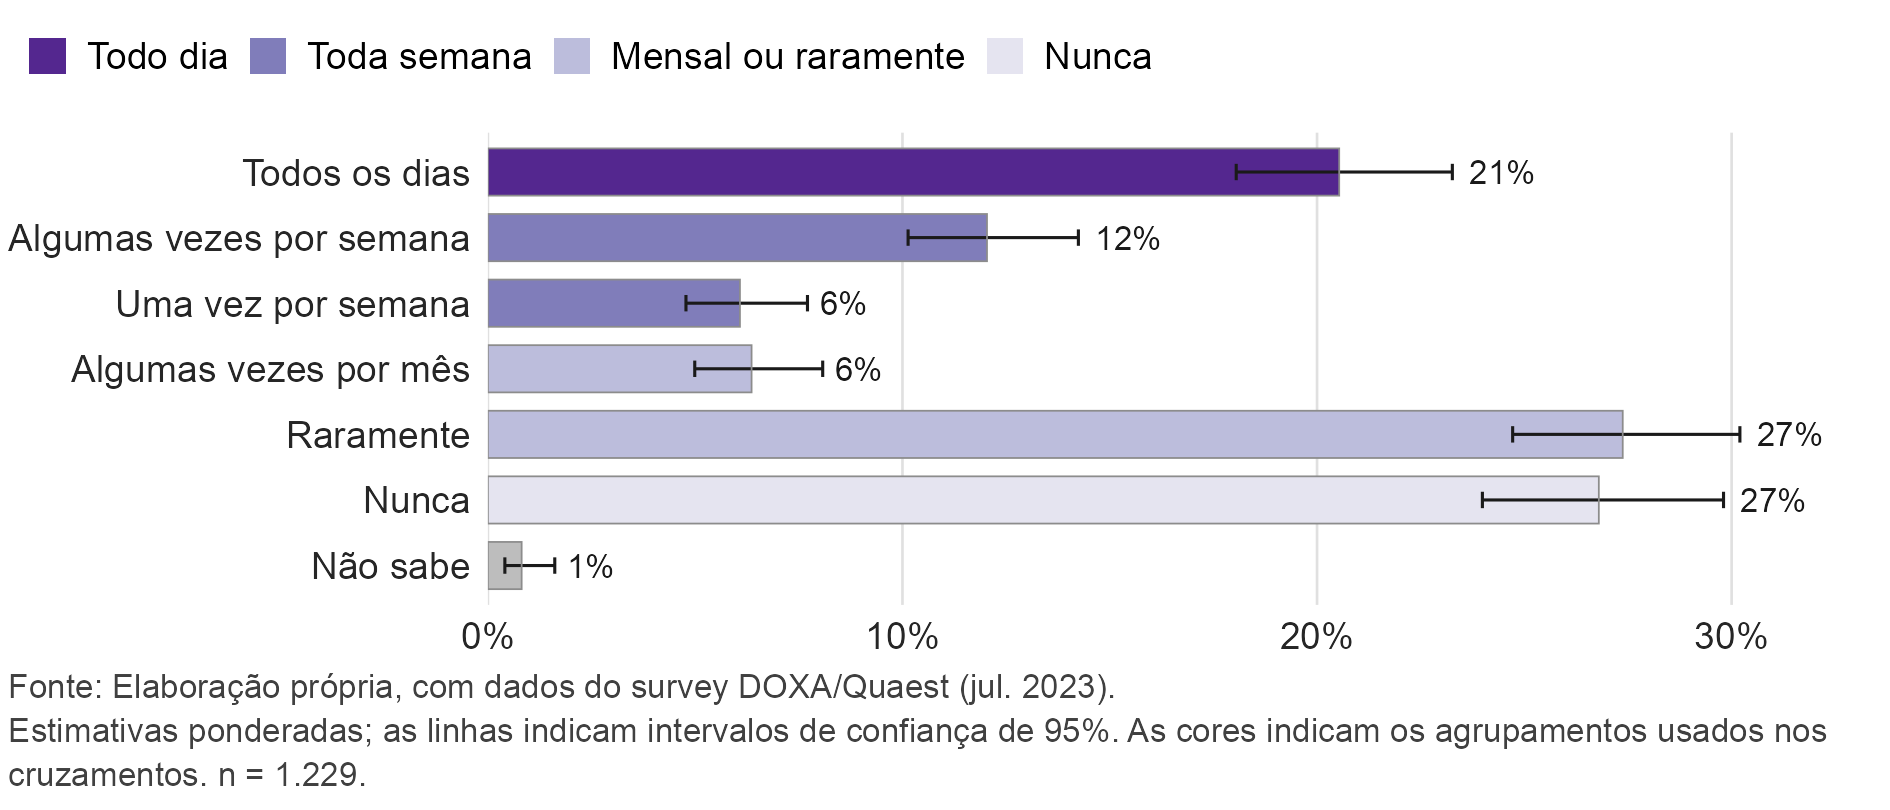 Todo dia Toda semana Mensal ou raramente Nunca
Todos os dias 21%
Algumas vezes por semana 12%
Uma vez por semana 6%
Algumas vezes por mês 6%
Raramente 27%
Nunca 27%
Não sabe 1%
0% 10% 20% 30%
Fonte: Elaboração própria, com dados do survey DOXA/Quaest (jul. 2023).
Estimativas ponderadas; as linhas indicam intervalos de confiança de 95%. As cores indicam os agrupamentos usados nos
cruzamentos. n = 1.229.